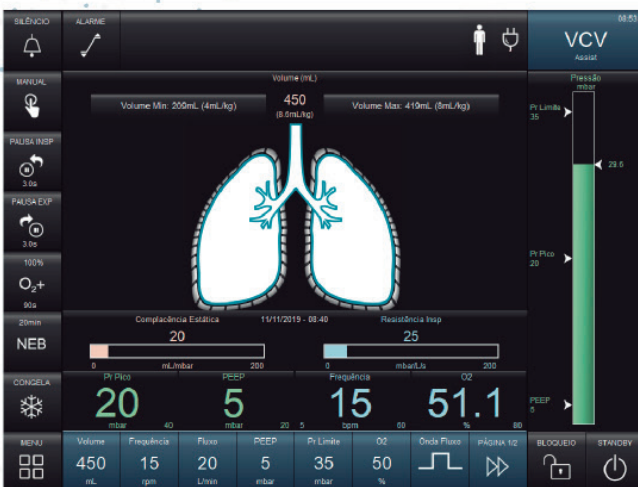 SILÊNCIO
ALARME
08:53
VCV
Assist
MANUAL
PAUSA INSP
3.0s
PAUSA EXP
3.0s
100%
O₂+
90s
20min
NEB
CONGELA
MENU
Volume (mL)
Volume Min: 209mL (4mL/kg)
450
(8.6mL/kg)
Volume Max: 419mL (8mL/kg)
Complacência Estática
11/11/2019 - 08:40
Resistência Insp
20
25
0 mL/mbar 200
0 mbar/L/s 200
Pr Pico
PEEP
Frequência
O2
20
5
15
51.1
mbar 40
mbar 20
5 bpm 60
% 80
Pressão
mbar
Pr Limite
35
29.6
Pr Pico
20
PEEP
5
Volume
450
mL
Frequência
15
rpm
Fluxo
20
L/min
PEEP
5
mbar
Pr Limite
35
mbar
O2
50
%
Onda Fluxo
PÁGINA 1/2
BLOQUEIO
STANDBY